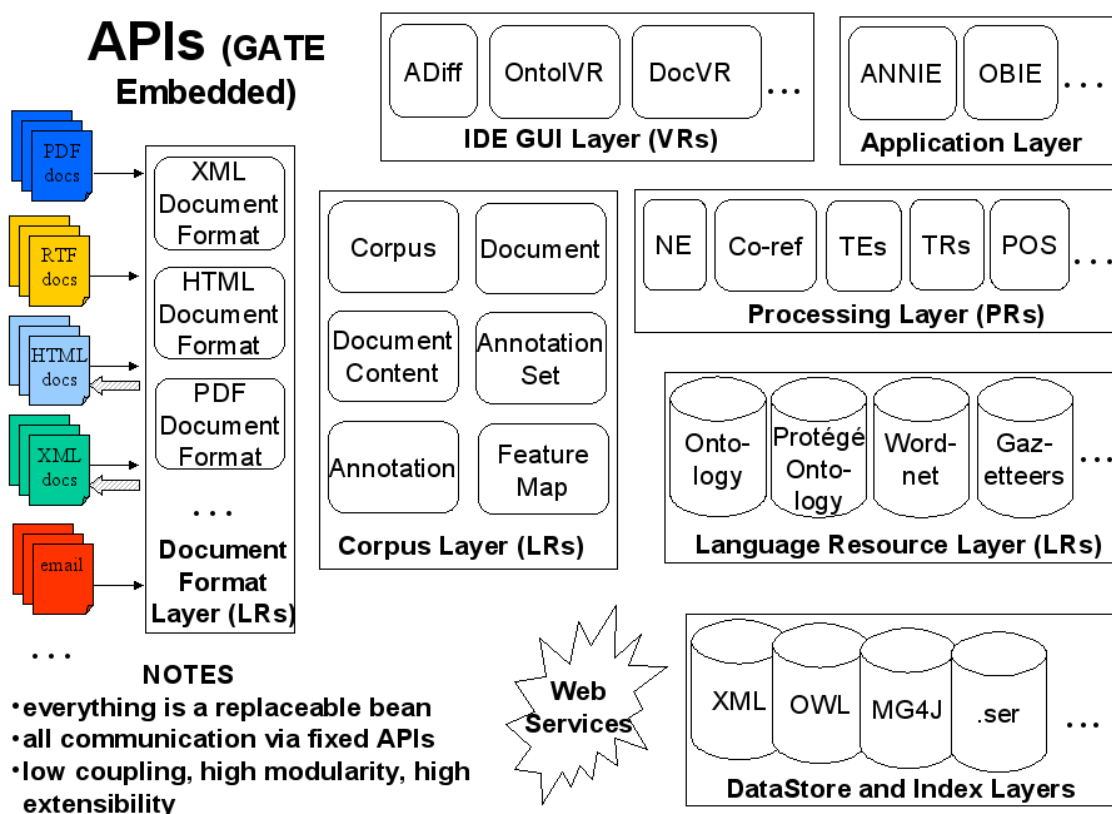 APIs (GATE
Embedded)
ADiff
OntolVR
DocVR
...
IDE GUI Layer (VRs)
ANNIE
OBIE
...
Application Layer
PDF
docs
RTF
docs
HTML
docs
XML
docs
email
...
XML
Document
Format
HTML
Document
Format
PDF
Document
Format
...
Document
Format
Layer (LRs)
Corpus
Document
Document
Content
Annotation
Set
Annotation
Feature
Map
Corpus Layer (LRs)
NE
Co-ref
TEs
TRs
POS
...
Processing Layer (PRs)
Onto-
logy
Protégé
Onto-
logy
Word-
net
Gaz-
etteers
...
Language Resource Layer (LRs)
NOTES
•everything is a replaceable bean
•all communication via fixed APIs
•low coupling, high modularity, high
extensibility
Web
Services
XML
OWL
MG4J
.ser
...
DataStore and Index Layers